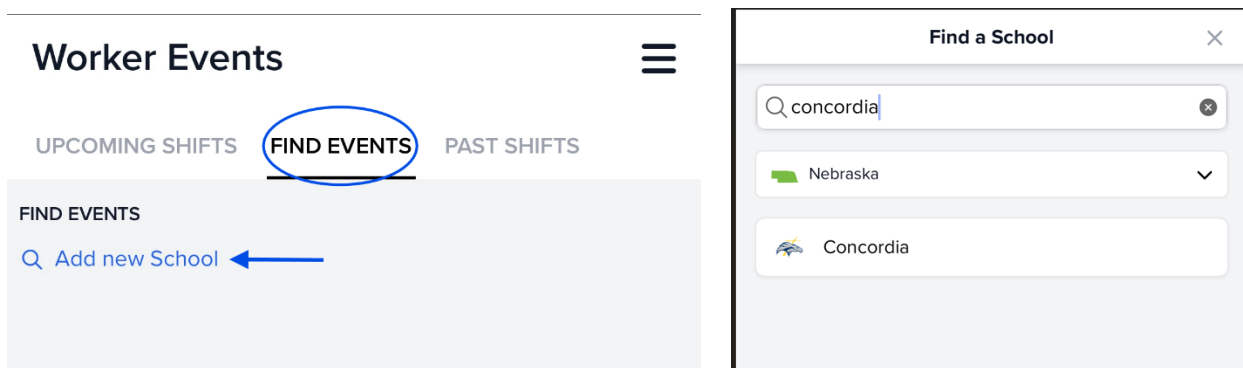 Worker Events
UPCOMING SHIFTS FIND EVENTS PAST SHIFTS
FIND EVENTS
Add new School
Find a School
concordia
Nebraska
Concordia